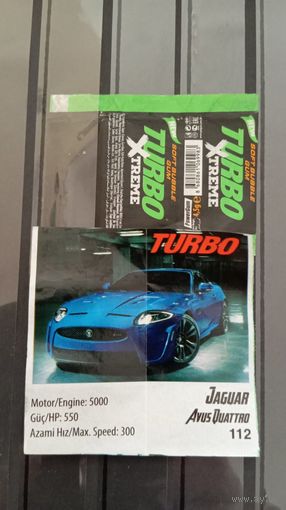 SOFT BUBBLE
GUM
TURBO
XTREME
SOFT BUBBLE
GUM
TURBO
XTREME
TURBO
Motor/Engine: 5000
Güç/HP: 550
Azami Hız/Max. Speed: 300
JAGUAR
AVUS QUATTRO
112